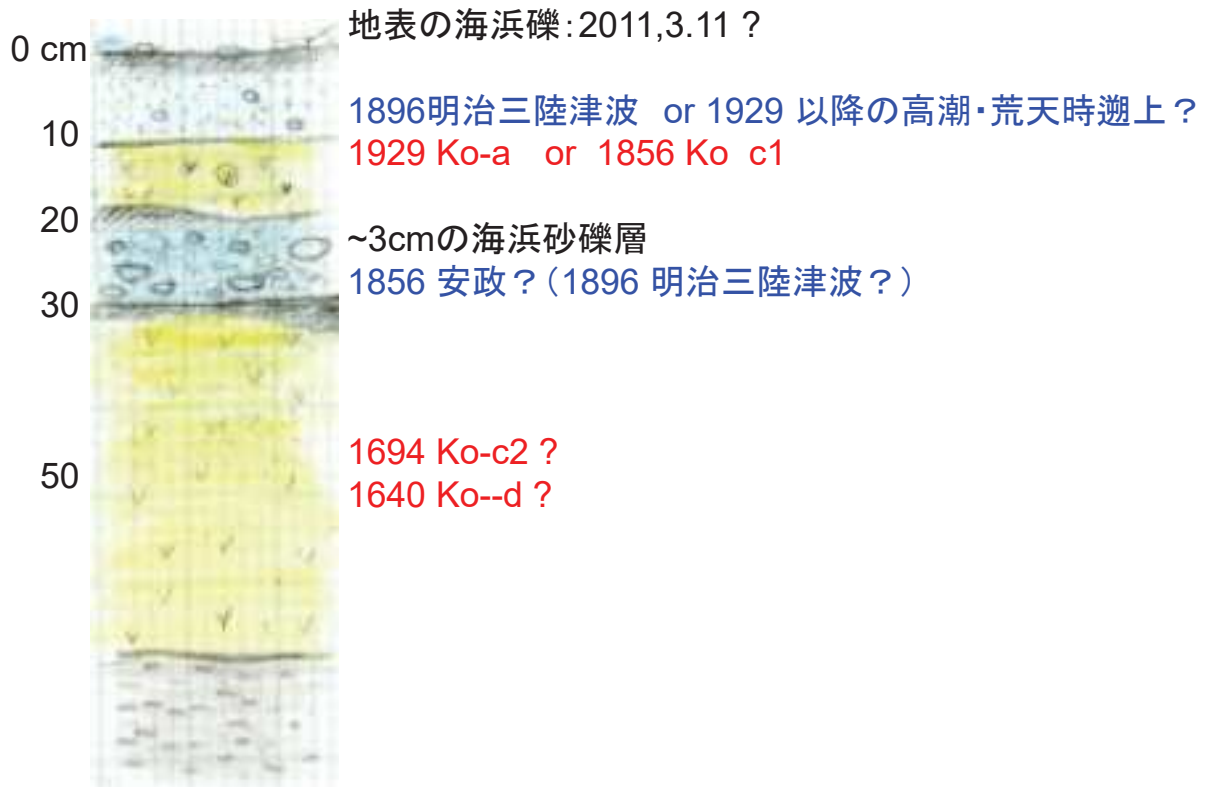 地表の海浜礫:2011,3.11 ?
0 cm
1896明治三陸津波 or 1929 以降の高潮・荒天時遡上?
10
1929 Ko-a or 1856 Ko c1
20
~3cmの海浜砂礫層
1856 安政?(1896 明治三陸津波?)
30
1694 Ko-c2 ?
50
1640 Ko--d ?